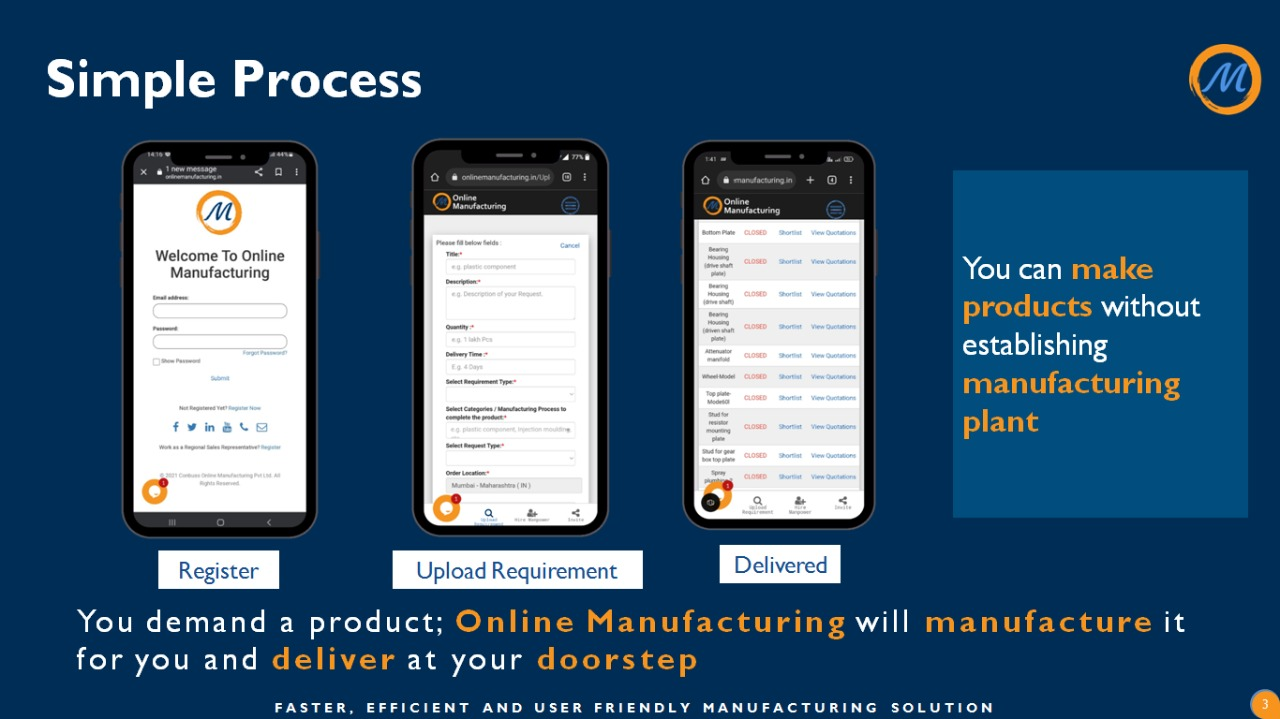 Simple Process
M
14:16
84%
1 new message
onlinemanufacturing.in
M
Welcome To Online
Manufacturing
Email address:
Password:
Forgot Password?
Show Password
Submit
Not Registered Yet? Register Now
Work as a Regional Sales Representative? Register
© 2021 Conkuss Online Manufacturing Pvt Ltd. All
Rights Reserved.
1
Register
77%
onlinemanufacturing.in/Upl
M
Online
Manufacturing
Please fill below fields :
Cancel
Title:*
e.g. plastic component
Description:*
e.g. Description of your Request.
Quantity :*
e.g. 1 lakh Pcs
Delivery Time :*
E.g. 4 Days
Select Requirement Type:*
Select Categories / Manufacturing Process to
complete the product:*
e.g. plastic component, Injection moulding,
Select Request Type:*
Order Location:*
Mumbai - Maharashtra ( IN )
1
Upload
Requirement
Hire Manpower
Invite
Upload Requirement
1:41
manufacturing.in
4
M
Online
Manufacturing
Bottom Plate CLOSED Shortlist View Quotations
Bearing
Housing
(drive shaft
plate)
CLOSED Shortlist View Quotations
Bearing
Housing
(drive shaft)
CLOSED Shortlist View Quotations
Bearing
Housing
(driven shaft
plate)
CLOSED Shortlist View Quotations
Attenuator
manifold
CLOSED Shortlist View Quotations
Wheel-Model CLOSED Shortlist View Quotations
Top plate-
CLOSED Shortlist View Quotations
Stud for
resistor
mounting
plate
CLOSED Shortlist View Quotations
Stud for gear
box top plate
CLOSED Shortlist View Quotations
Spray
CLOSED Shortlist View Quotations
1
Upload
Requirement
Hire
Manpower
Invite
Delivered
You can make
products without
establishing
manufacturing
plant
You demand a product; Online Manufacturing will manufacture it
for you and deliver at your doorstep
FASTER, EFFICIENT AND USER FRIENDLY MANUFACTURING SOLUTION
3